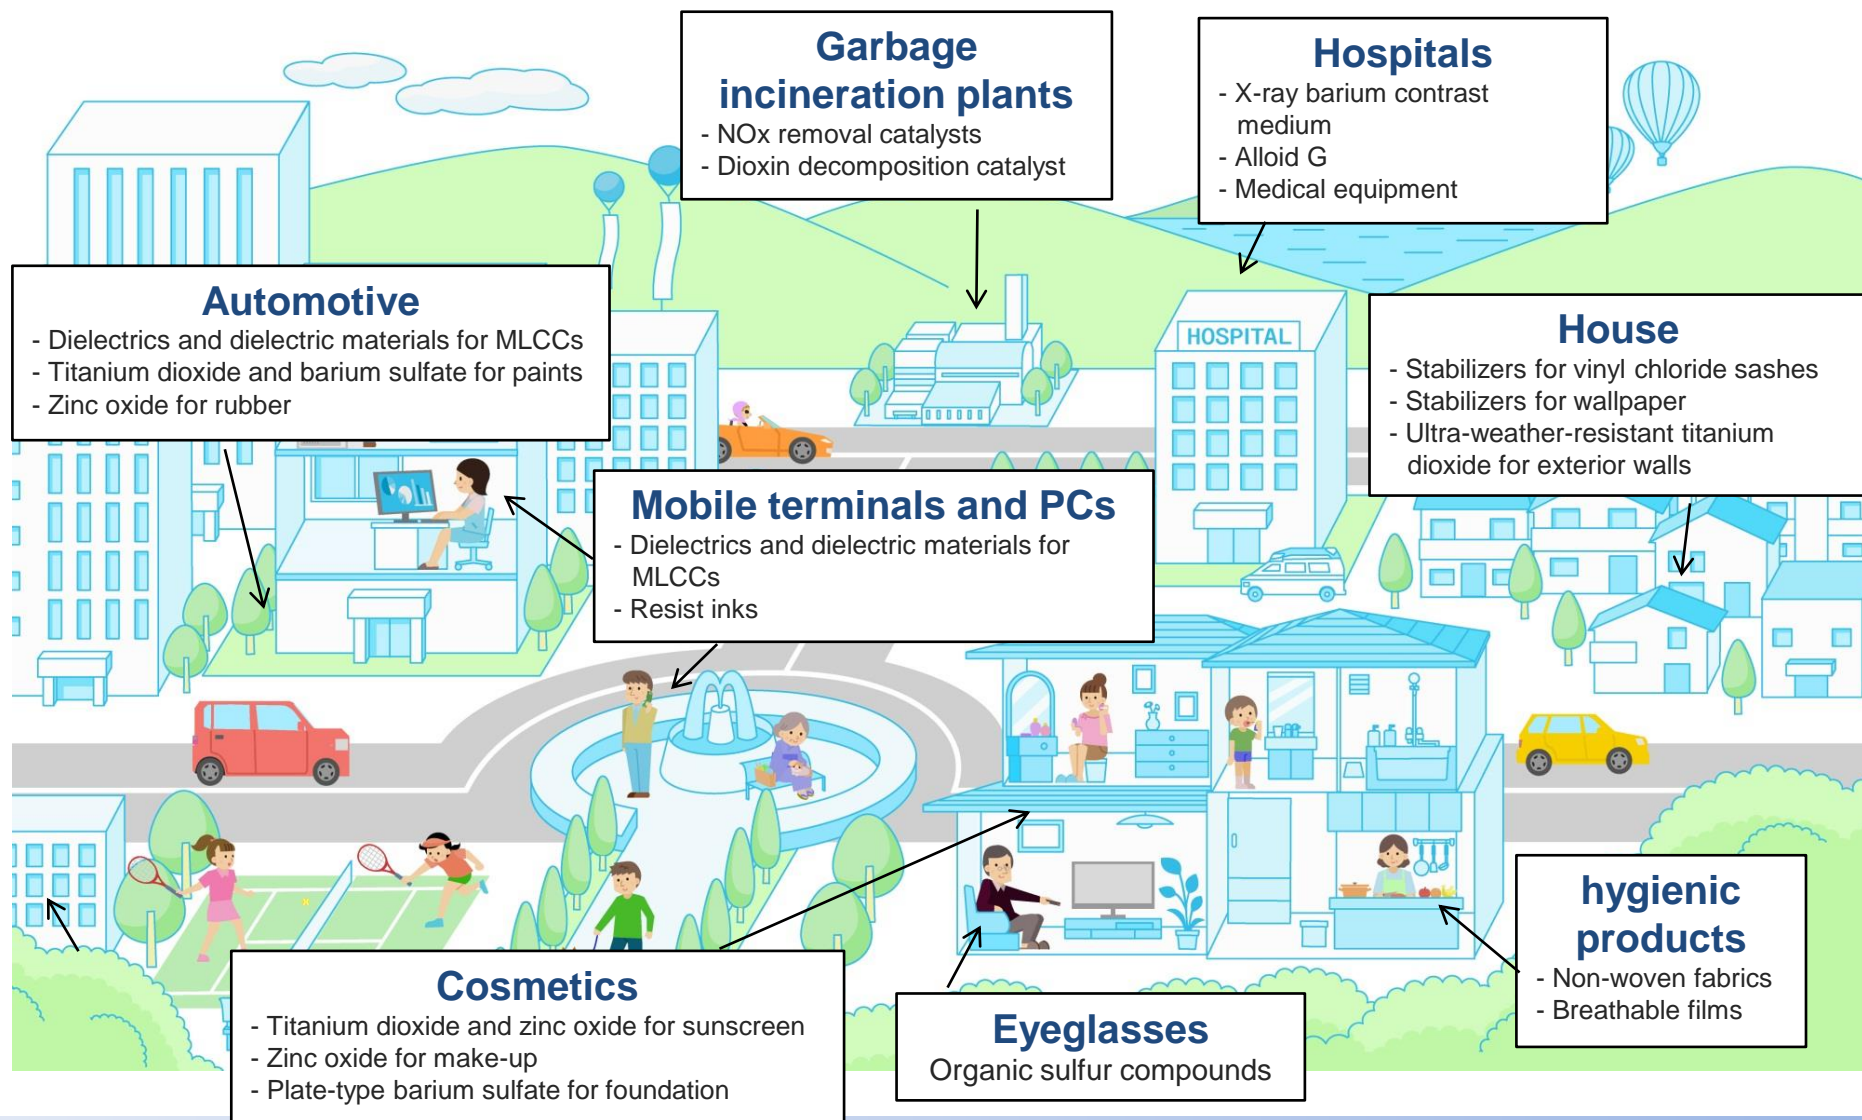 Garbage
incineration plants
- NOx removal catalysts
- Dioxin decomposition catalyst
Hospitals
- X-ray barium contrast
medium
- Alloid G
- Medical equipment
Automotive
- Dielectrics and dielectric materials for MLCCs
- Titanium dioxide and barium sulfate for paints
- Zinc oxide for rubber
HOSPITAL
House
- Stabilizers for vinyl chloride sashes
- Stabilizers for wallpaper
- Ultra-weather-resistant titanium
dioxide for exterior walls
Mobile terminals and PCs
- Dielectrics and dielectric materials for
MLCCs
- Resist inks
hygienic
products
- Non-woven fabrics
- Breathable films
Cosmetics
- Titanium dioxide and zinc oxide for sunscreen
- Zinc oxide for make-up
- Plate-type barium sulfate for foundation
Eyeglasses
Organic sulfur compounds